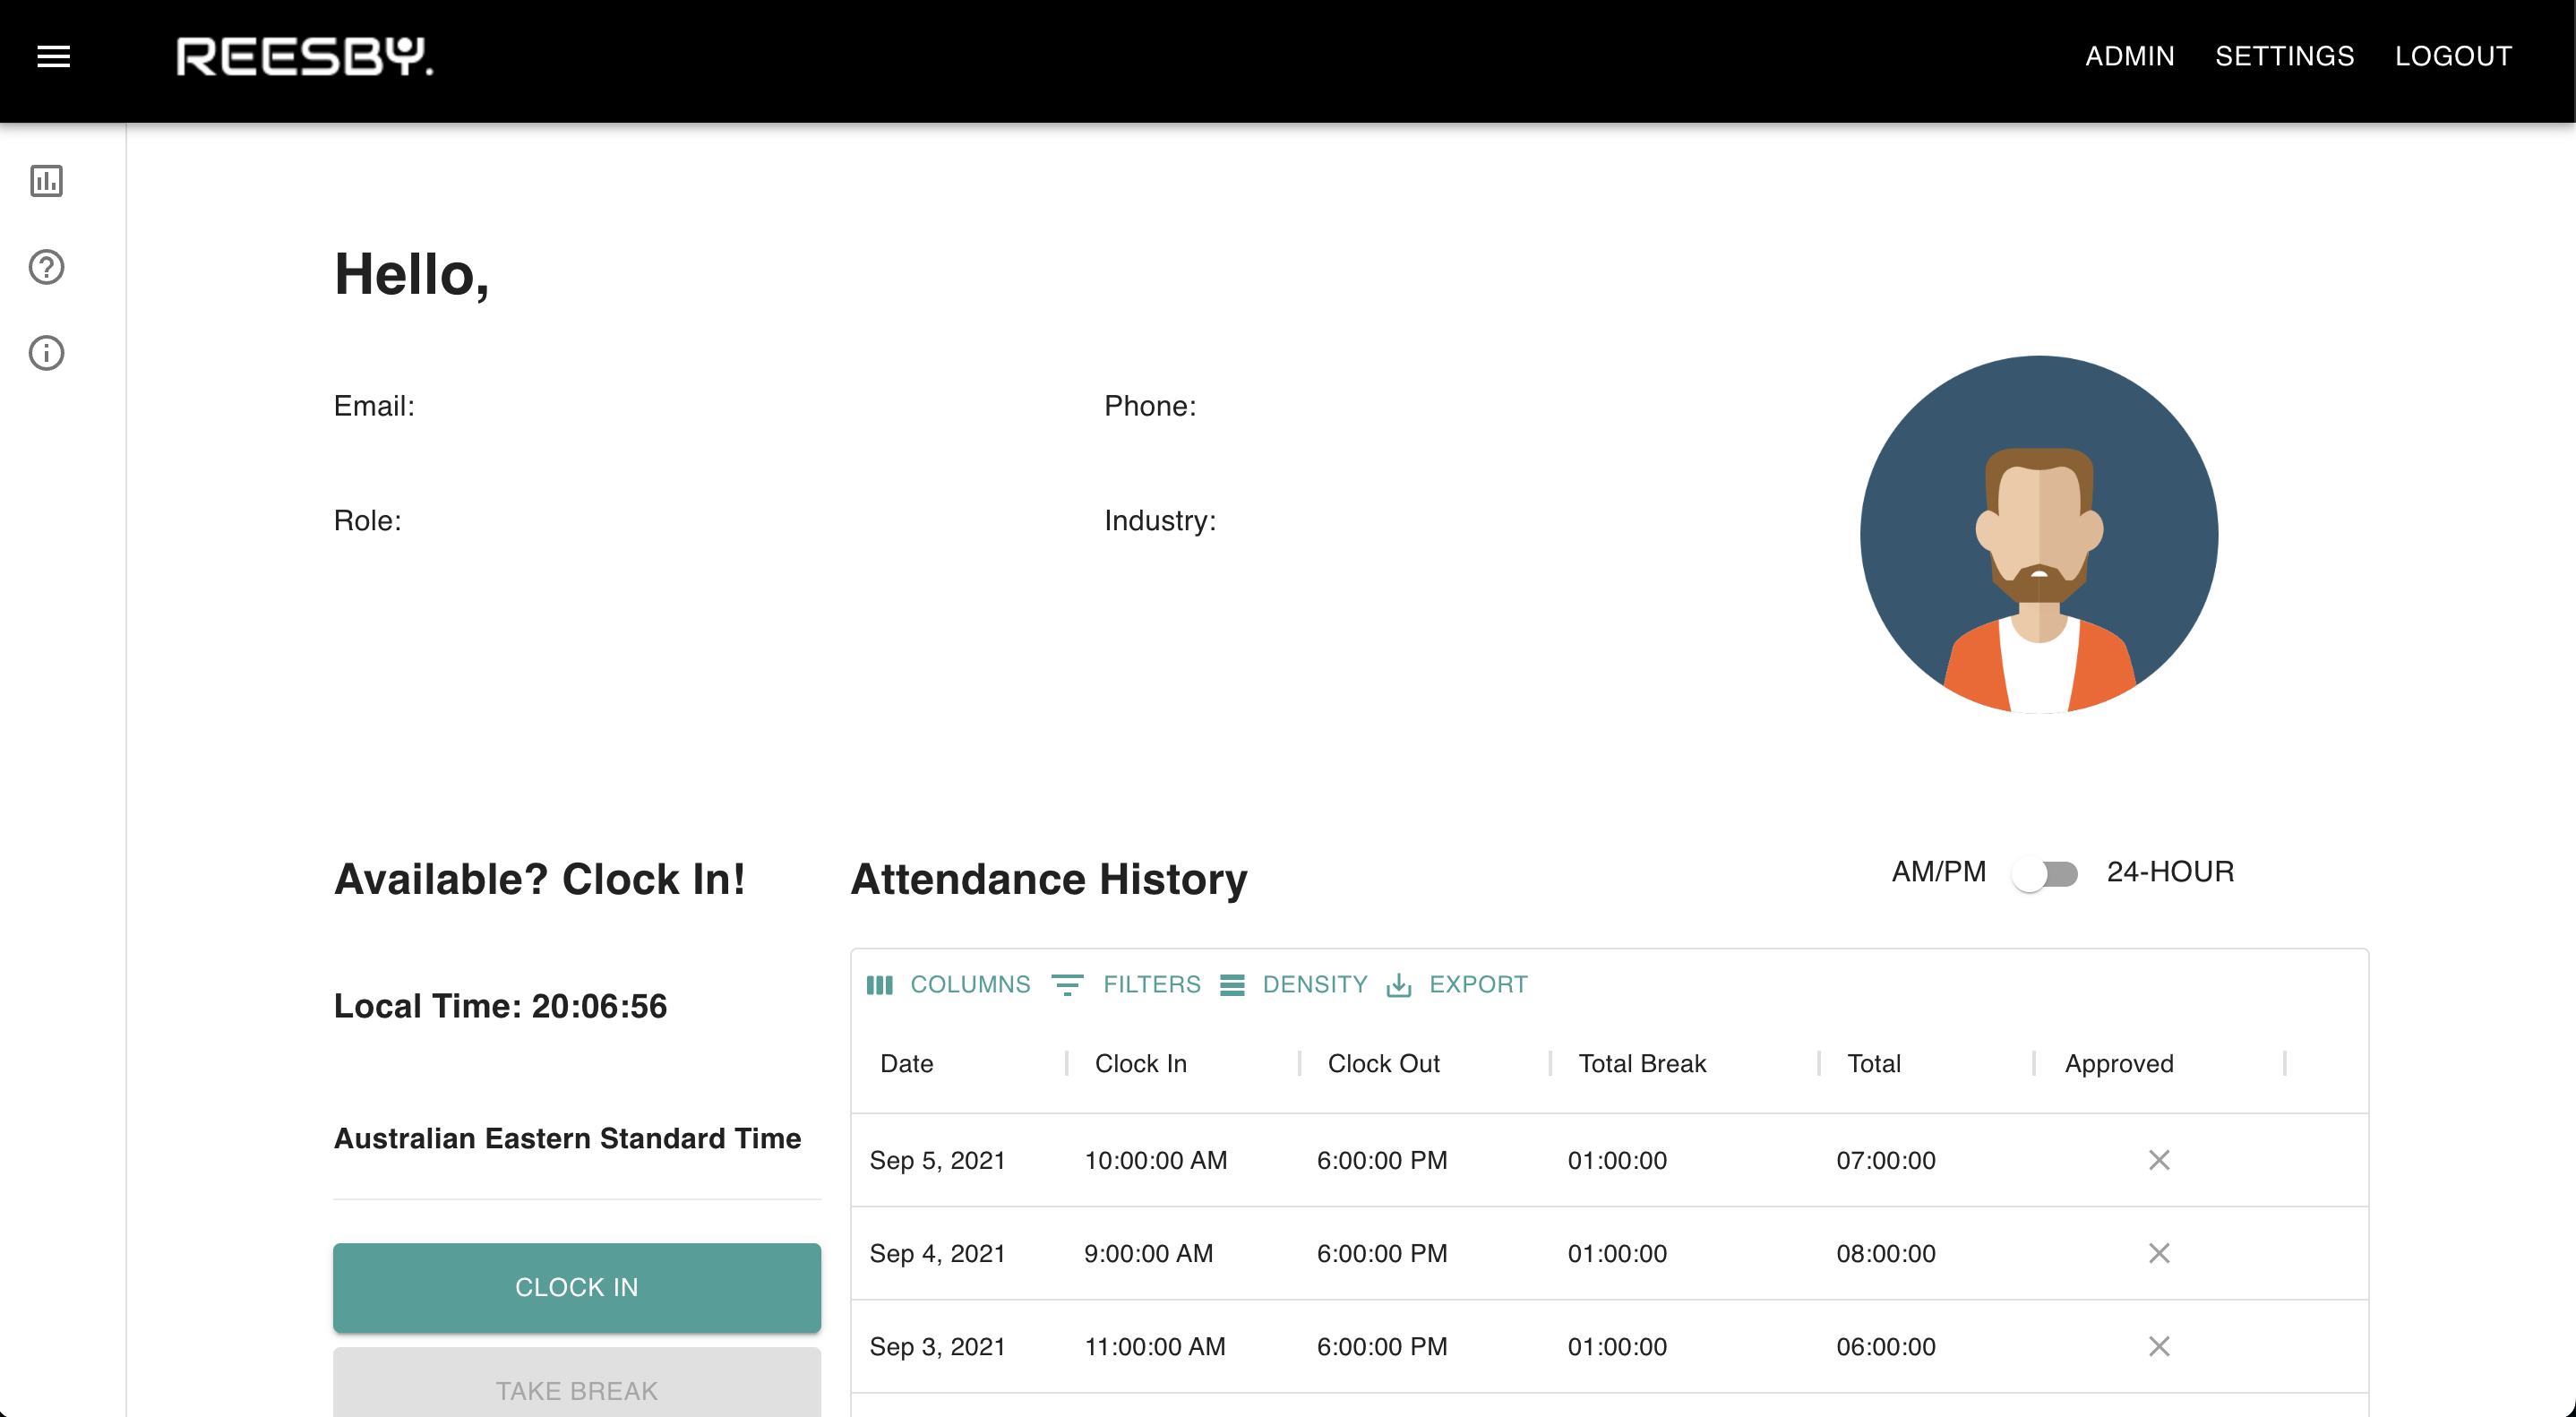 REESBY.
ADMIN SETTINGS LOGOUT
Hello,
Email: Phone:
Role: Industry:
Available? Clock In!
Attendance History
AM/PM 24-HOUR
Local Time: 20:06:56
Australian Eastern Standard Time
CLOCK IN
TAKE BREAK
COLUMNS FILTERS DENSITY EXPORT
Date Clock In Clock Out Total Break Total Approved
Sep 5, 2021 10:00:00 AM 6:00:00 PM 01:00:00 07:00:00
Sep 4, 2021 9:00:00 AM 6:00:00 PM 01:00:00 08:00:00
Sep 3, 2021 11:00:00 AM 6:00:00 PM 01:00:00 06:00:00